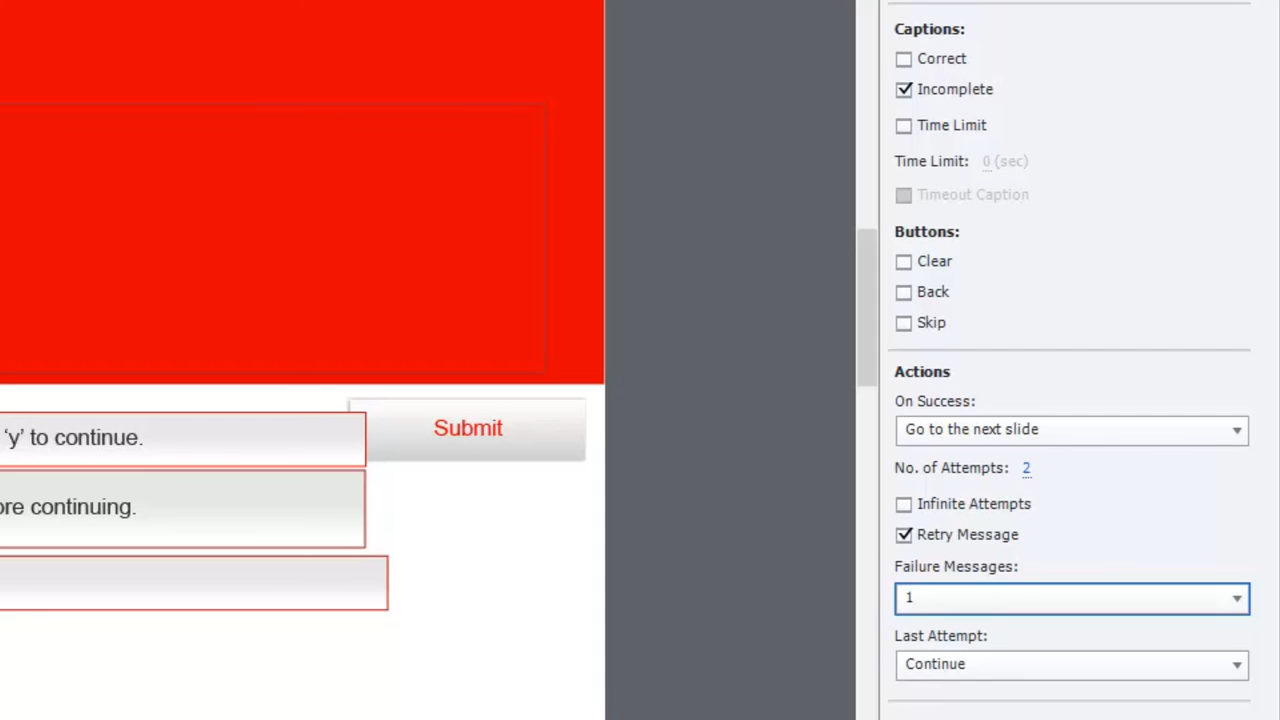 Captions:
Correct
Incomplete
Time Limit
Time Limit: 0 (sec)
Timeout Caption
Buttons:
Clear
Back
Skip
Actions
On Success:
Go to the next slide
No. of Attempts: 2
Infinite Attempts
Retry Message
Failure Messages:
1
Last Attempt:
Continue
Submit
‘y’ to continue.
ore continuing.